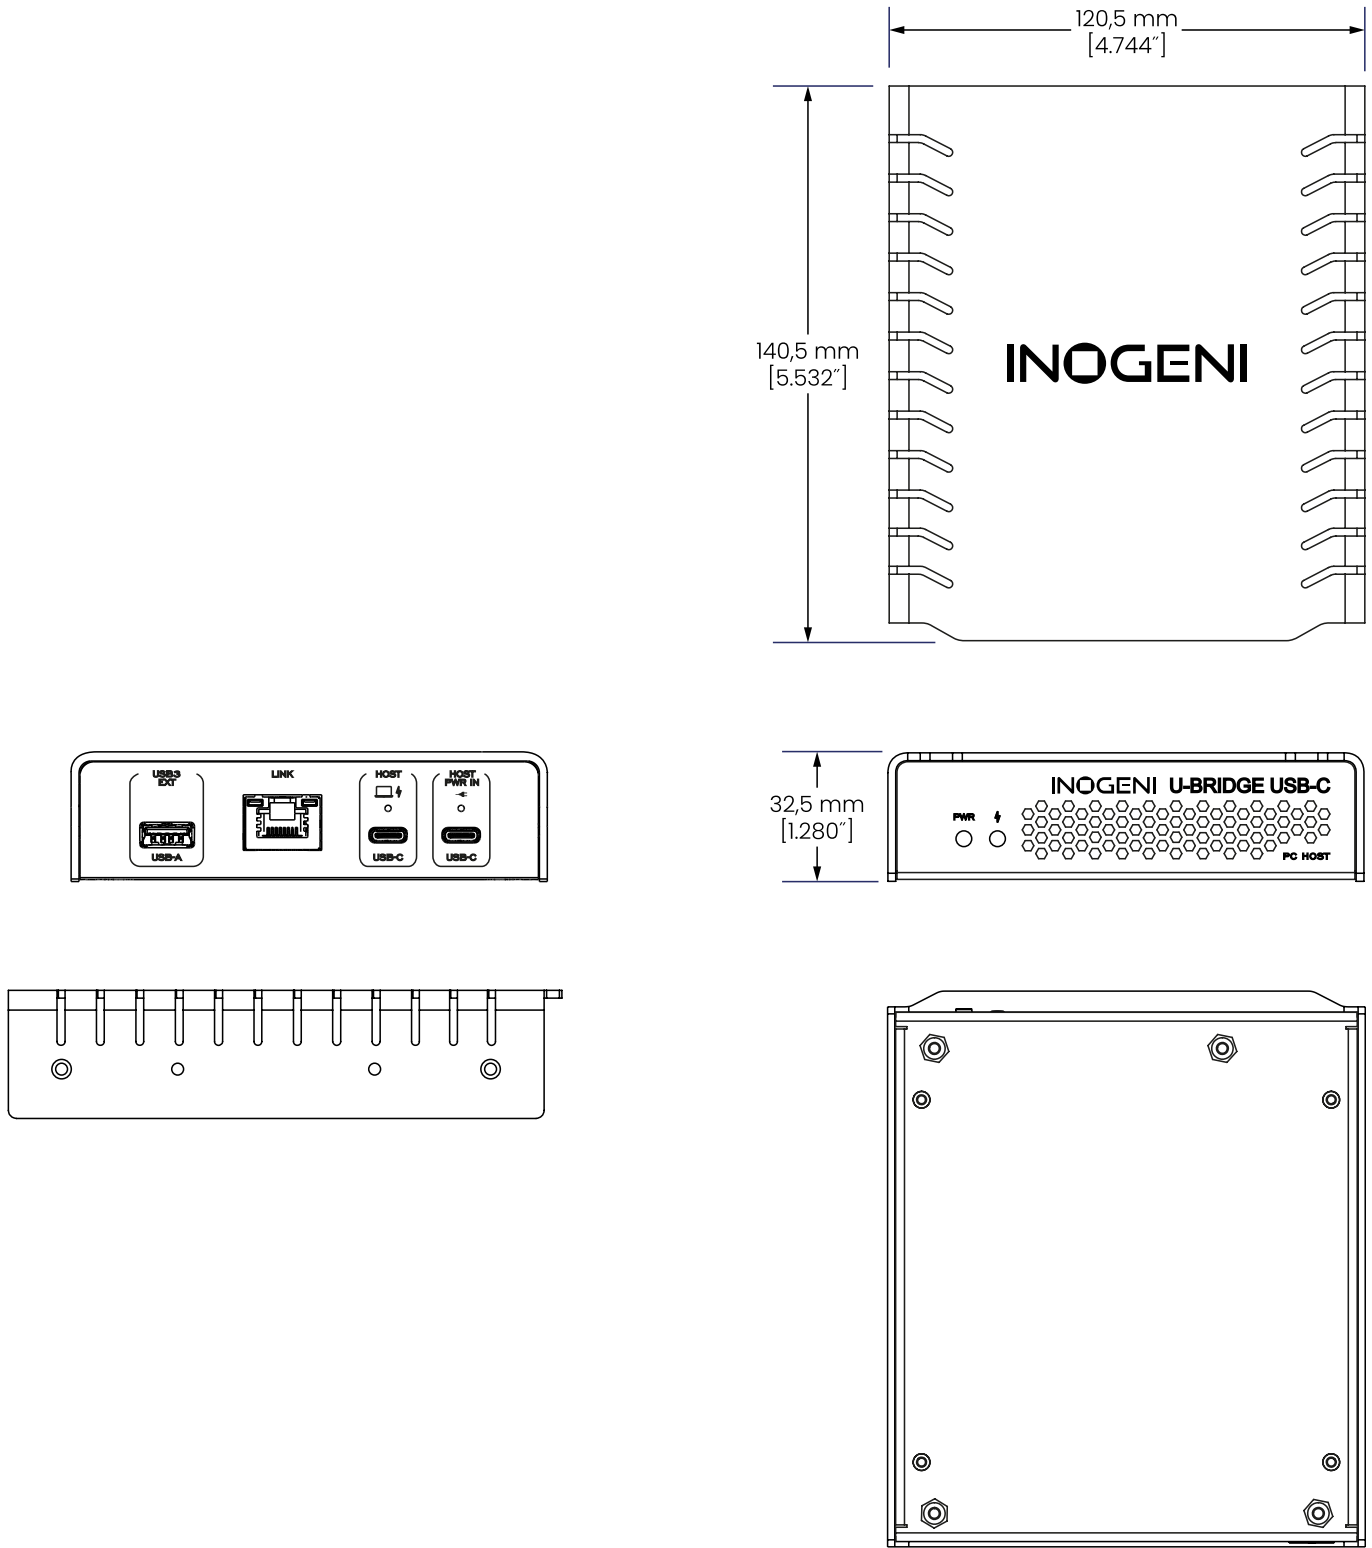 120,5 mm
[4.744″]
140,5 mm
[5.532″]
INOGENI
USB3
EXT
USB-A
LINK
HOST
USB-C
HOST
PWR IN
USB-C
32,5 mm
[1.280″]
INOGENI U-BRIDGE USB-C
PWR
PC HOST